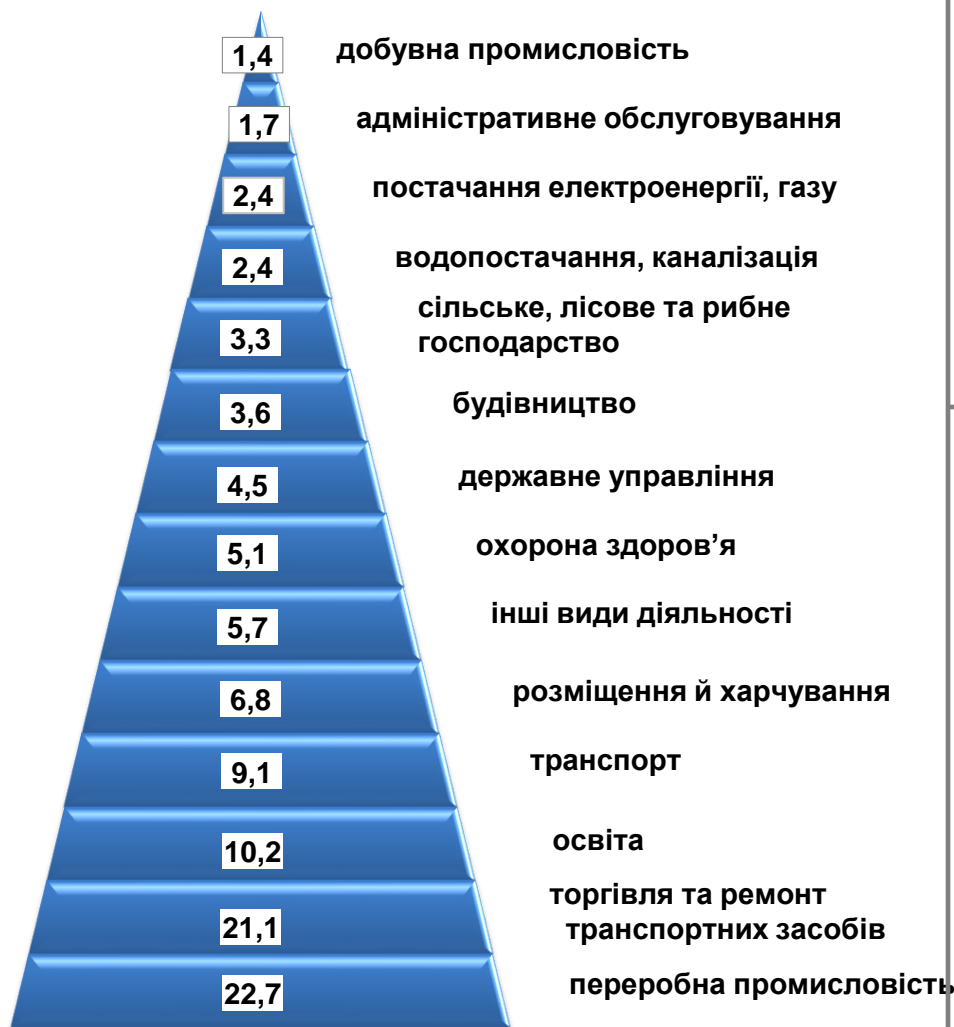 1,4 добувна промисловість
1,7 адміністративне обслуговування
2,4 постачання електроенергії, газу
2,4 водопостачання, каналізація
3,3 сільське, лісове та рибне
господарство
3,6 будівництво
4,5 державне управління
5,1 охорона здоров’я
5,7 інші види діяльності
6,8 розміщення й харчування
9,1 транспорт
10,2 освіта
21,1 торгівля та ремонт
транспортних засобів
22,7 переробна промисловість